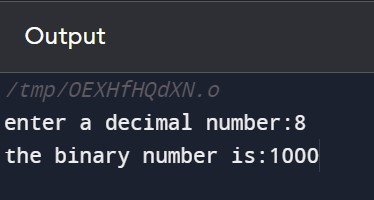 Output
/tmp/OEXHfHQdXN.o
enter a decimal number:8
the binary number is:1000